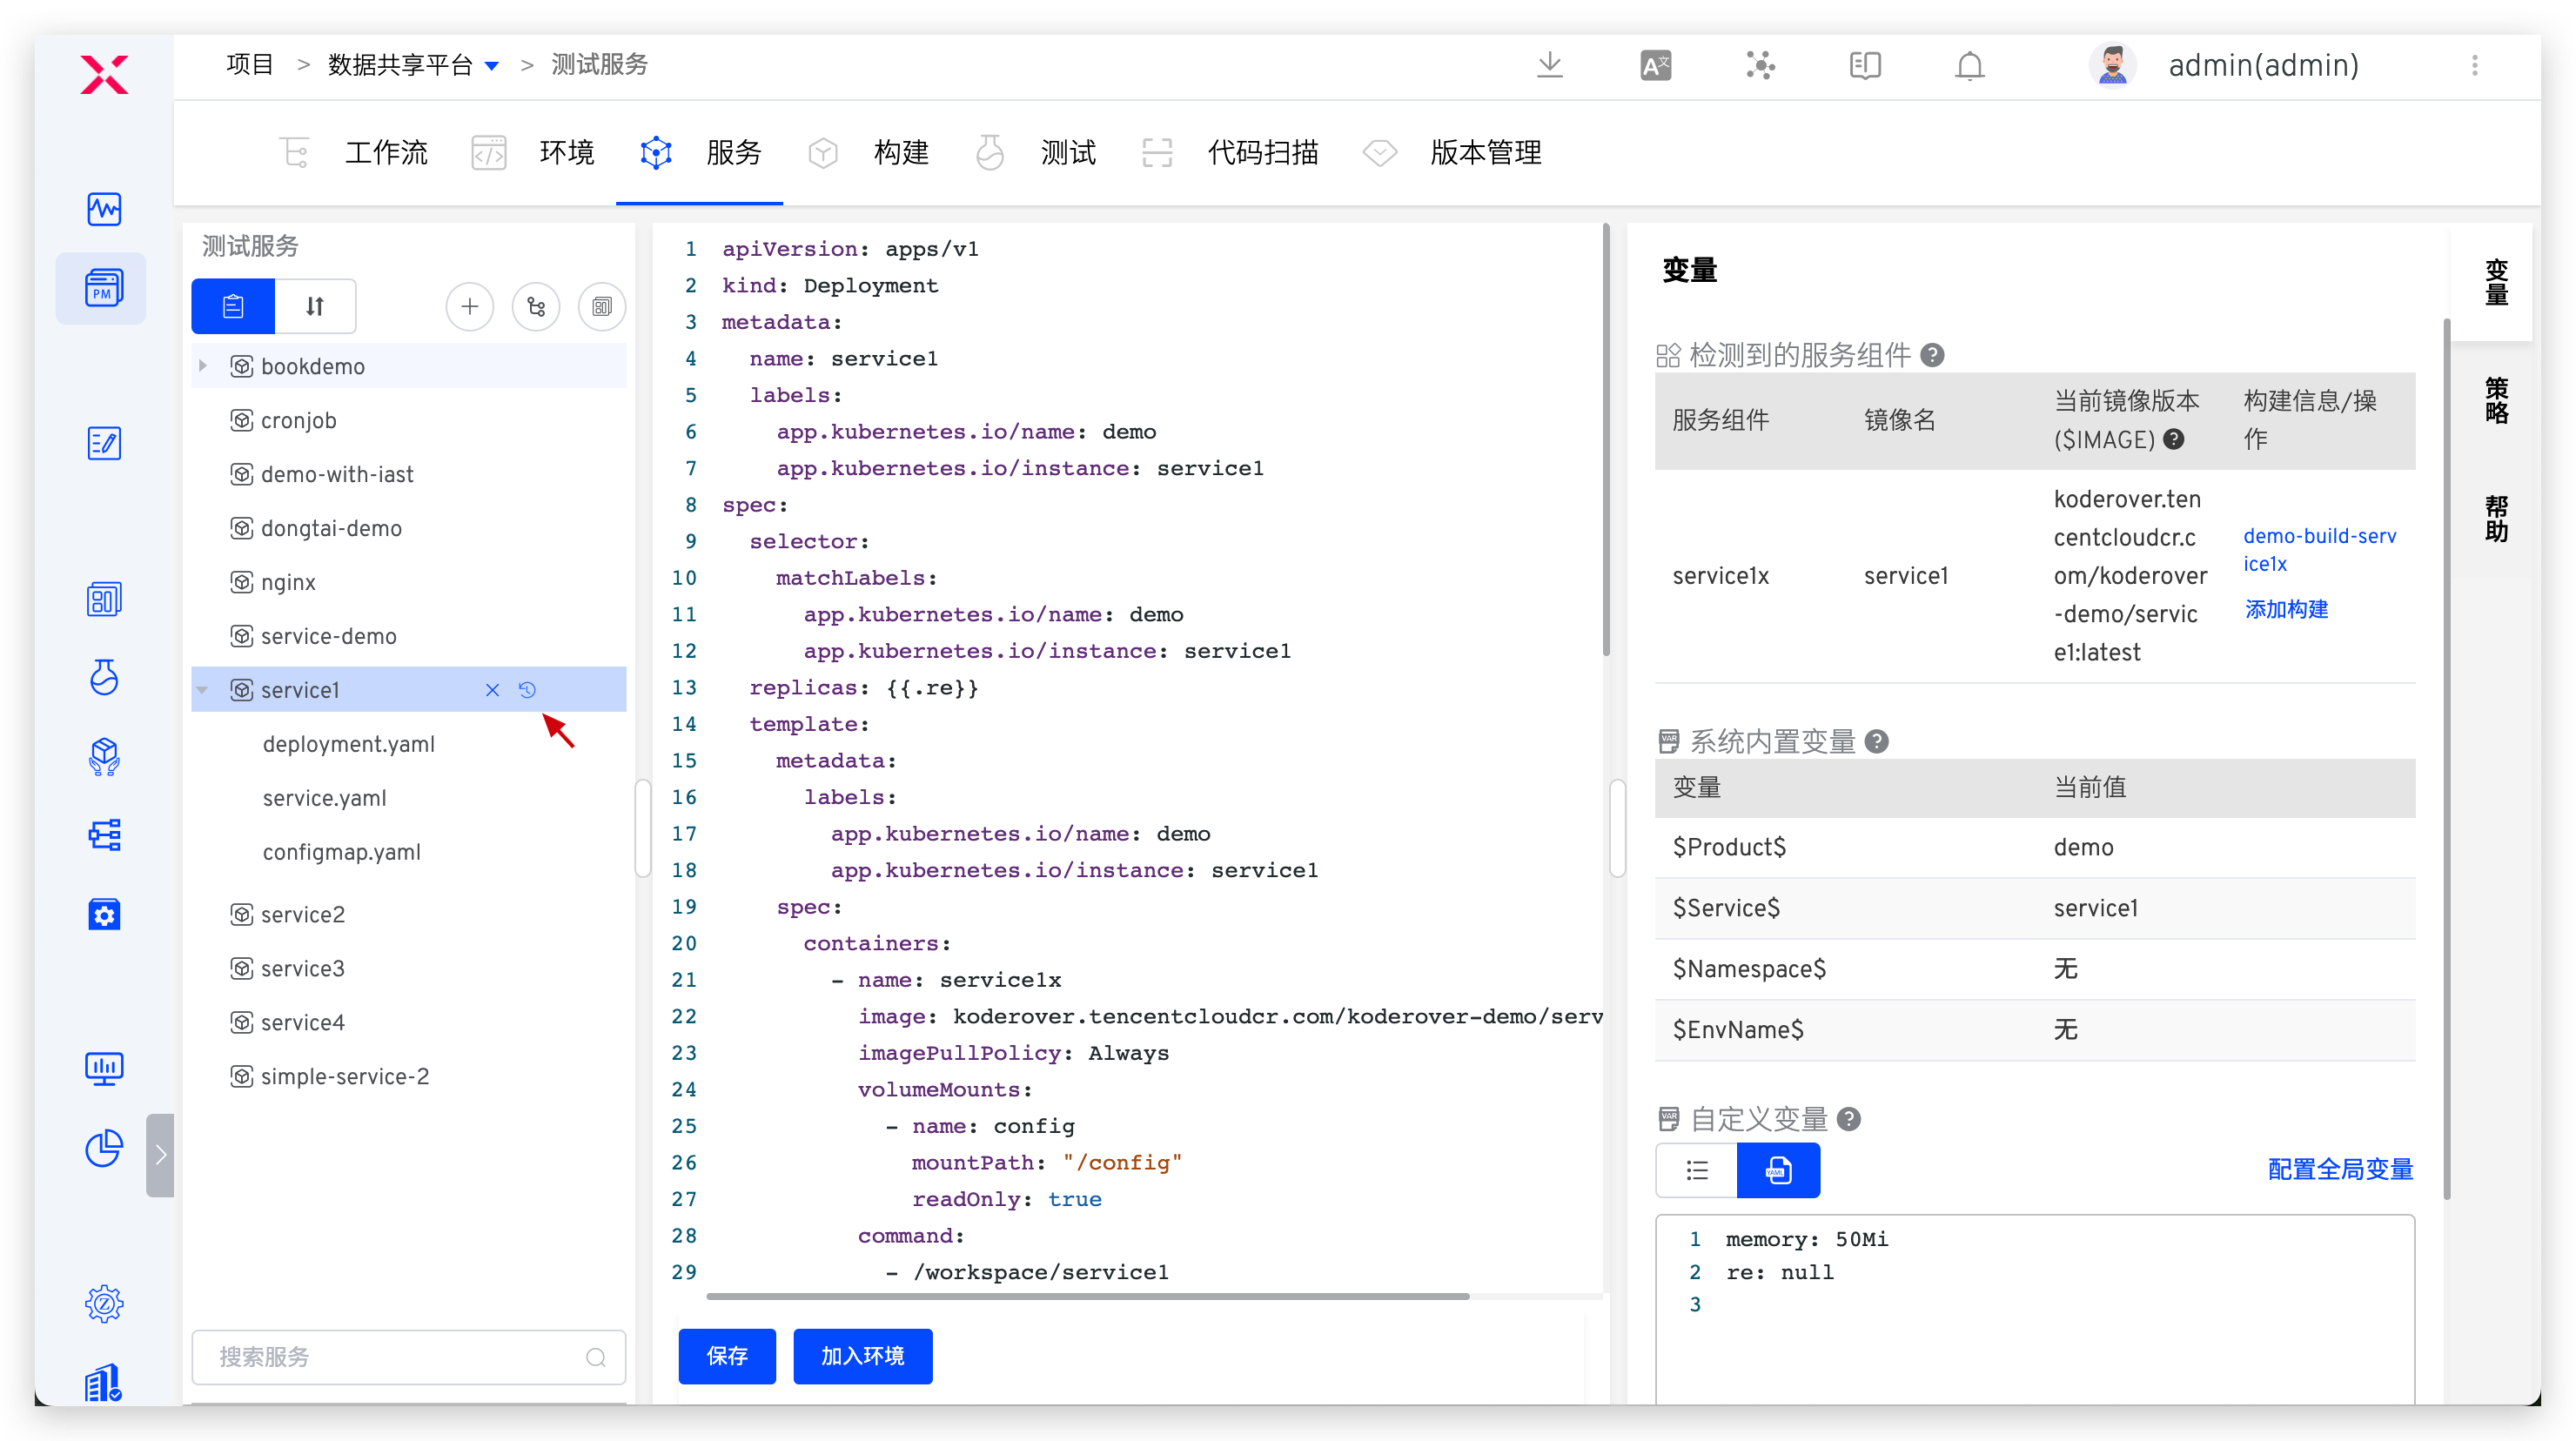 项目 > 数据共享平台 > 测试服务
admin(admin)
工作流 环境 服务 构建 测试 代码扫描 版本管理
PM
测试服务
bookdemo
cronjob
demo-with-iast
dongtai-demo
nginx
service-demo
service1
deployment.yaml
service.yaml
configmap.yaml
service2
service3
service4
simple-service-2
搜索服务
1 apiVersion: apps/v1
2 kind: Deployment
3 metadata:
4 name: service1
5 labels:
6 app.kubernetes.io/name: demo
7 app.kubernetes.io/instance: service1
8 spec:
9 selector:
10 matchLabels:
11 app.kubernetes.io/name: demo
12 app.kubernetes.io/instance: service1
13 replicas: {{.re}}
14 template:
15 metadata:
16 labels:
17 app.kubernetes.io/name: demo
18 app.kubernetes.io/instance: service1
19 spec:
20 containers:
21 - name: service1x
22 image: koderover.tencentcloudcr.com/koderover-demo/serv
23 imagePullPolicy: Always
24 volumeMounts:
25 - name: config
26 mountPath: "/config"
27 readOnly: true
28 command:
29 - /workspace/service1
保存 加入环境
变量
检测到的服务组件
服务组件 镜像名 当前镜像版本 构建信息/操
($IMAGE) 作
service1x service1
koderover.ten
centcloudcr.c
om/koderover
-demo/servic
e1:latest
demo-build-serv
ice1x
添加构建
系统内置变量
变量 当前值
$Product$ demo
$Service$ service1
$Namespace$ 无
$EnvName$ 无
自定义变量
配置全局变量
1 memory: 50Mi
2 re: null
3
变量
策略
帮助